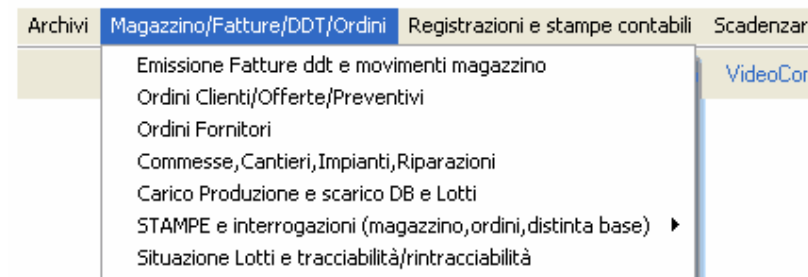 Archivi Magazzino/Fatture/DDT/Ordini Registrazioni e stampe contabili
Emissione Fatture ddt e movimenti magazzino
Ordini Clienti/Offerte/Preventivi
Ordini Fornitori
Commesse,Cantieri,Impianti,Riparazioni
Carico Produzione e scarico DB e Lotti
STAMPE e interrogazioni (magazzino,ordini,distinta base)
Situazione Lotti e tracciabilità/rintracciabilità